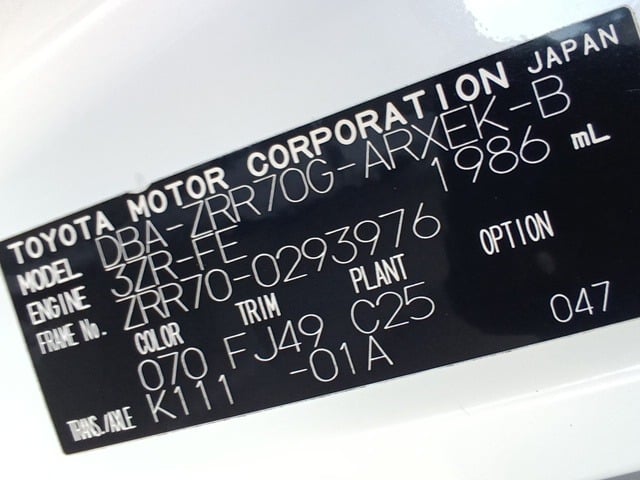 TOYOTA MOTOR CORPORATION JAPAN
MODEL DBA-ZRR70G-ARXEK-B
ENGINE 3ZR-FE 1986 mL
FRAME No. ZRR70-0293976
COLOR TRIM PLANT OPTION
070 FJ49 C25 047
TRANS./AXLE K111 -01A